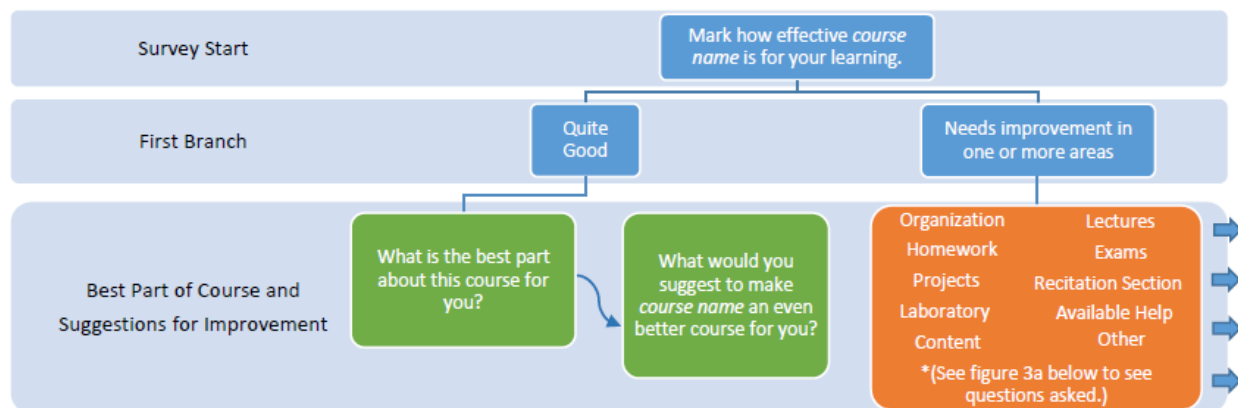 Survey Start
Mark how effective course
name is for your learning.
First Branch
Quite
Good
Needs improvement in
one or more areas
Best Part of Course and
Suggestions for Improvement
What is the best part
about this course for
you?
What would you
suggest to make
course name an even
better course for you?
Organization
Lectures
Homework
Exams
Projects
Recitation Section
Laboratory
Available Help
Content
Other
*(See figure 3a below to see
questions asked.)